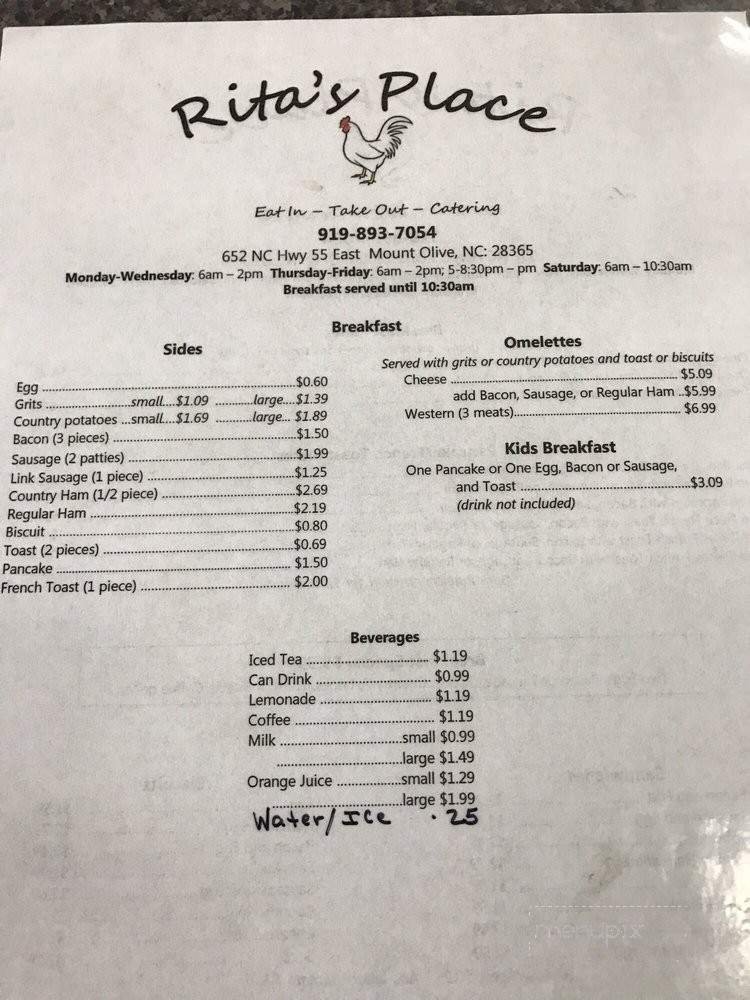 Rita's Place
Eat In – Take Out – Catering
919-893-7054
652 NC Hwy 55 East Mount Olive, NC: 28365
Monday-Wednesday: 6am – 2pm Thursday-Friday: 6am – 2pm; 5-8:30pm – pm Saturday: 6am – 10:30am
Breakfast served until 10:30am
Breakfast
Sides
Egg ........ $0.60
Grits ........ small.... $1.09 ........ large.... $1.39
Country potatoes ...small.... $1.69 ........ large... $1.89
Bacon (3 pieces) ........ $1.50
Sausage (2 patties) ........ $1.99
Link Sausage (1 piece) ........ $1.25
Country Ham (1/2 piece) ........ $2.69
Regular Ham ........ $2.19
Biscuit ........ $0.80
Toast (2 pieces) ........ $0.69
Pancake ........ $1.50
French Toast (1 piece) ........ $2.00
Omelettes
Served with grits or country potatoes and toast or biscuits
Cheese ........ $5.09
add Bacon, Sausage, or Regular Ham ..$5.99
Western (3 meats)........ $6.99
Kids Breakfast
One Pancake or One Egg, Bacon or Sausage,
and Toast ........ $3.09
(drink not included)
Beverages
Iced Tea ........ $1.19
Can Drink ........ $0.99
Lemonade ........ $1.19
Coffee ........ $1.19
Milk ........ small $0.99
........ large $1.49
Orange Juice ........ small $1.29
........ large $1.99
Water/Ice .25
menupix